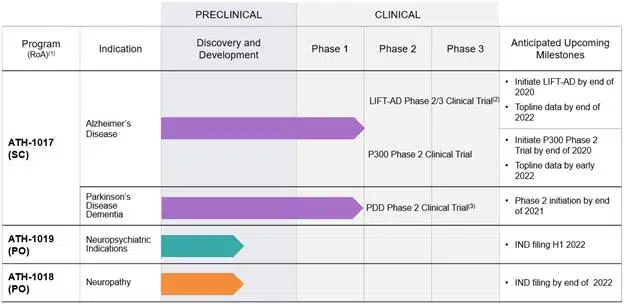 PRECLINICAL
CLINICAL
Program
(RoA)(1)
Indication
Discovery and
Development
Phase 1
Phase 2
Phase 3
Anticipated Upcoming
Milestones
ATH-1017
(SC)
Alzheimer's
Disease
LIFT-AD Phase 2/3 Clinical Trial(2)
• Initiate LIFT-AD by end of
2020
• Topline data by end of
2022
P300 Phase 2 Clinical Trial
• Initiate P300 Phase 2
Trial by end of 2020
• Topline data by early
2022
Parkinson's
Disease
Dementia
PDD Phase 2 Clinical Trial(3)
• Phase 2 initiation by end
of 2021
ATH-1019
(PO)
Neuropsychiatric
Indications
• IND filing H1 2022
ATH-1018
(PO)
Neuropathy
• IND filing by end of 2022